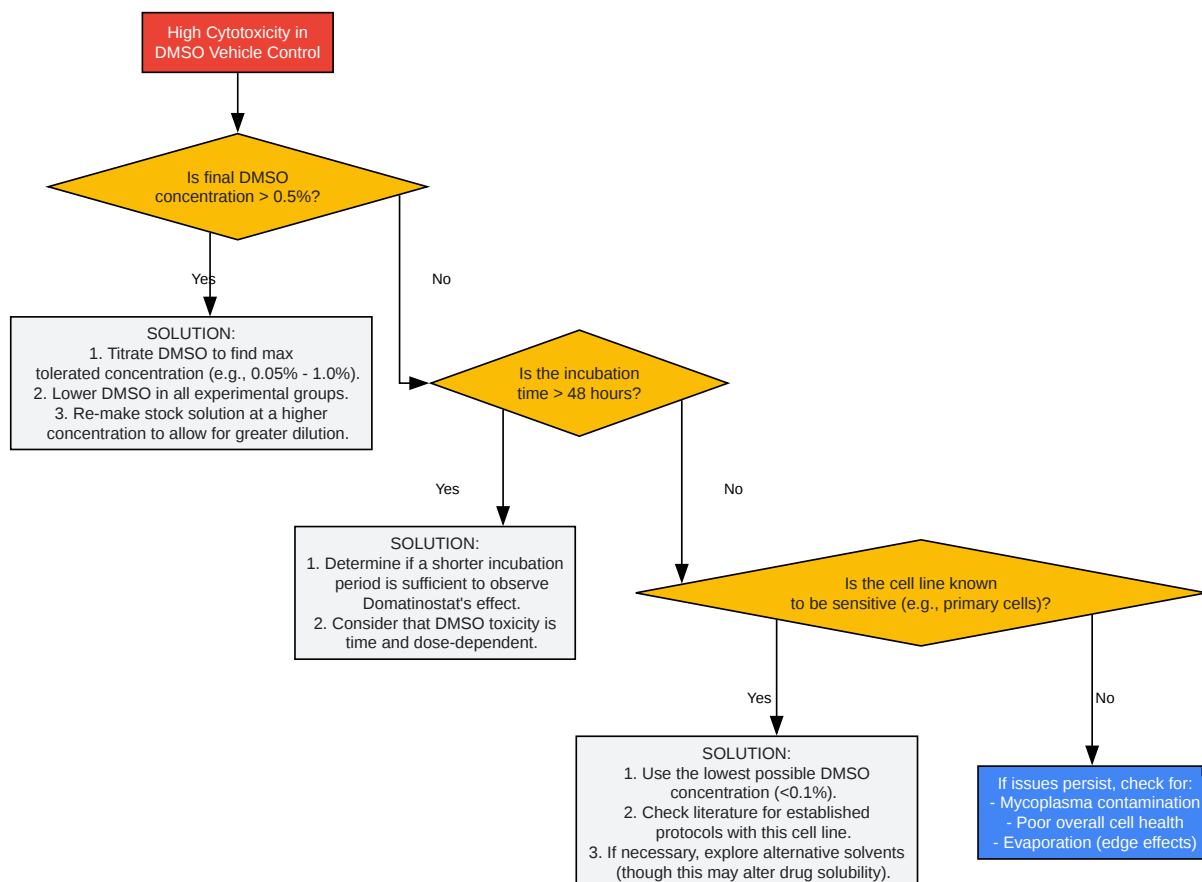 High Cytotoxicity in
DMSO Vehicle Control
Is final DMSO
concentration > 0.5%?
Yes
No
SOLUTION:
1. Titrate DMSO to find max
tolerated concentration (e.g., 0.05% - 1.0%).
2. Lower DMSO in all experimental groups.
3. Re-make stock solution at a higher
concentration to allow for greater dilution.
Is the incubation
time > 48 hours?
Yes
No
SOLUTION:
1. Determine if a shorter incubation
period is sufficient to observe
Domatinostat's effect.
2. Consider that DMSO toxicity is
time and dose-dependent.
Is the cell line known
to be sensitive (e.g., primary cells)?
Yes
No
SOLUTION:
1. Use the lowest possible DMSO
concentration (<0.1%).
2. Check literature for established
protocols with this cell line.
3. If necessary, explore alternative solvents
(though this may alter drug solubility).
If issues persist, check for:
- Mycoplasma contamination
- Poor overall cell health
- Evaporation (edge effects)